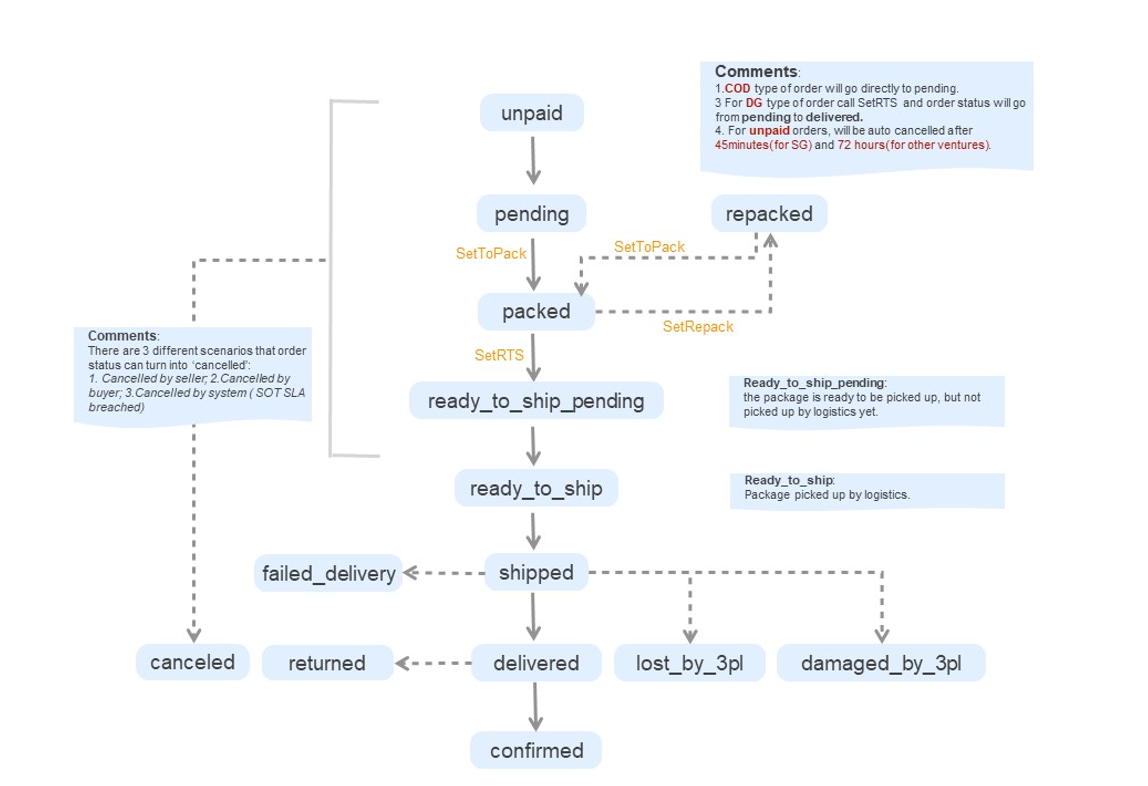 Comments:
1.COD type of order will go directly to pending.
3 For DG type of order call SetRTS and order status will go
from pending to delivered.
4. For unpaid orders, will be auto cancelled after
45minutes(for SG) and 72 hours(for other ventures).
unpaid
pending
repacked
SetToPack
SetToPack
packed
SetRepack
SetRTS
Comments:
There are 3 different scenarios that order
status can turn into ‘cancelled’:
1. Cancelled by seller; 2.Cancelled by
buyer; 3.Cancelled by system ( SOT SLA
breached)
ready_to_ship_pending
Ready_to_ship_pending:
the package is ready to be picked up, but not
picked up by logistics yet.
ready_to_ship
Ready_to_ship:
Package picked up by logistics.
failed_delivery
shipped
canceled
returned
delivered
lost_by_3pl
damaged_by_3pl
confirmed